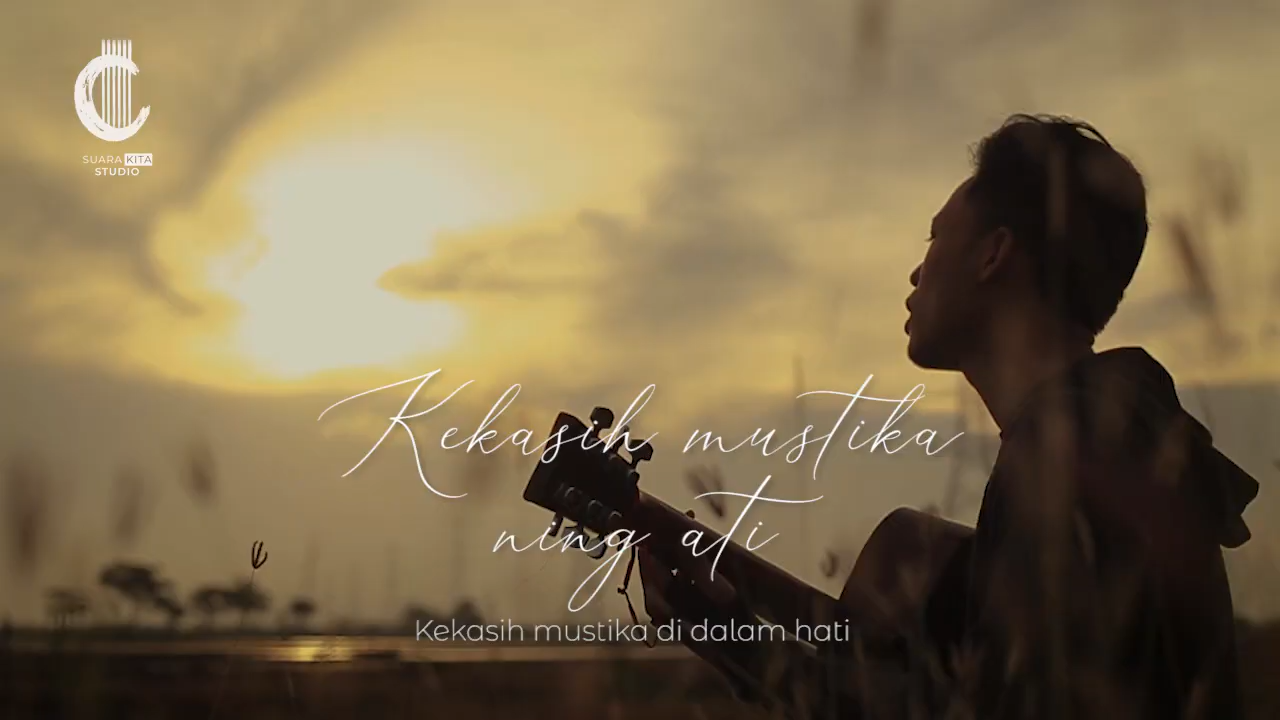 SUARA KITA
STUDIO
Kekasih mustika
ning ati
Kekasih mustika di dalam hati